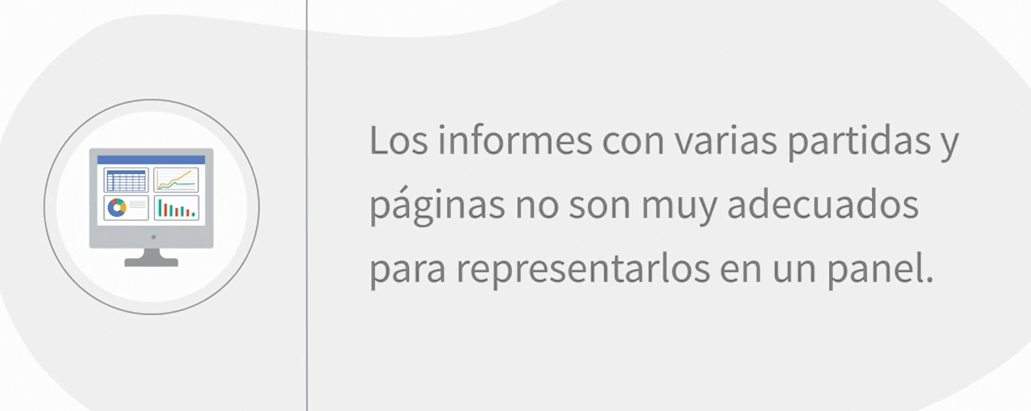 Los informes con varias partidas y
páginas no son muy adecuados
para representarlos en un panel.